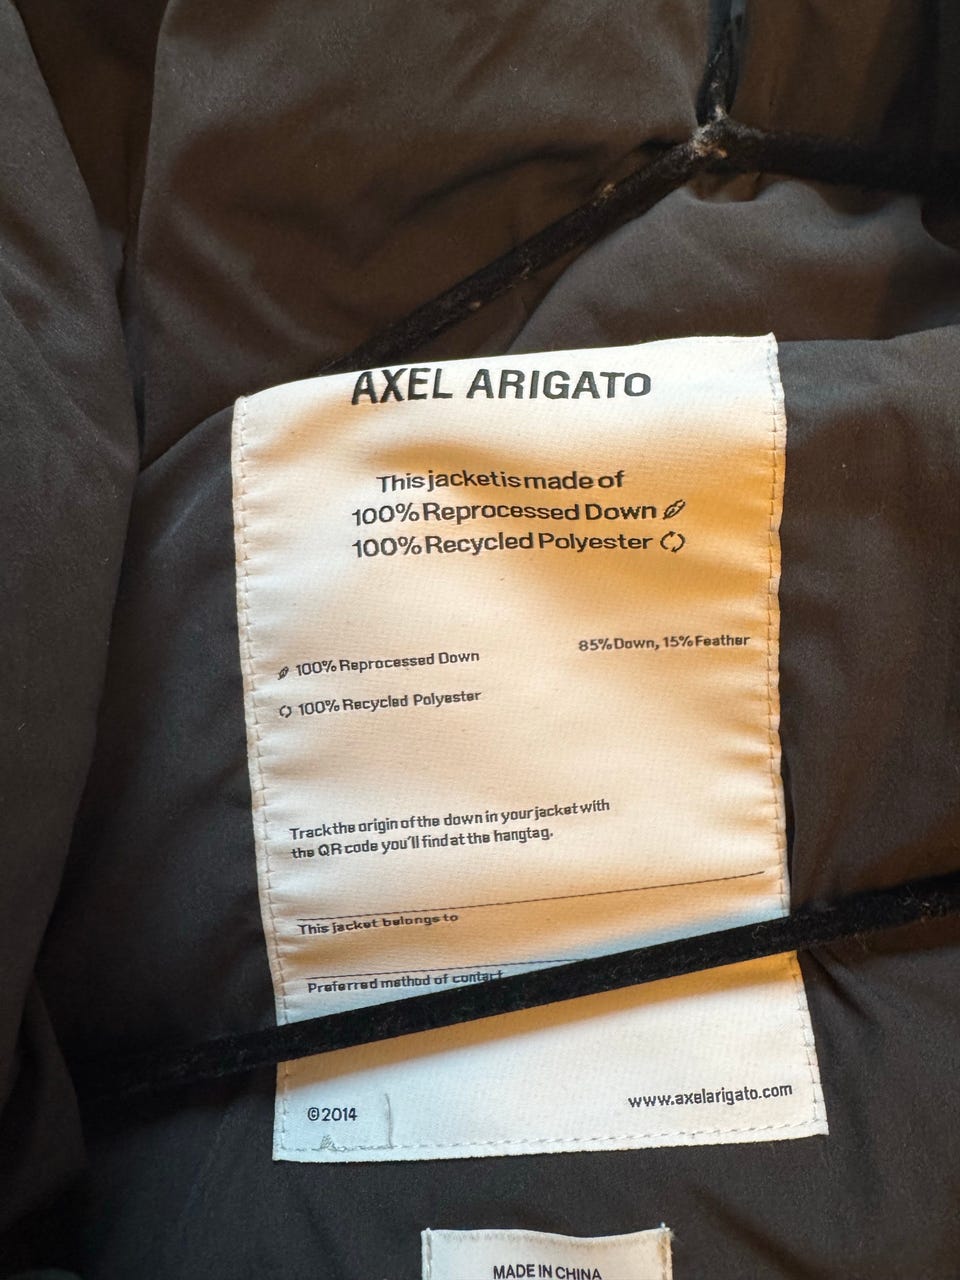 AXEL ARIGATO
This jacket is made of
100% Reprocessed Down
100% Recycled Polyester
100% Reprocessed Down 85% Down, 15% Feather
100% Recycled Polyester
Track the origin of the down in your jacket with
the QR code you'll find at the hangtag.
This jacket belongs to
Preferred method of contact
©2014 www.axelarigato.com
MADE IN CHINA